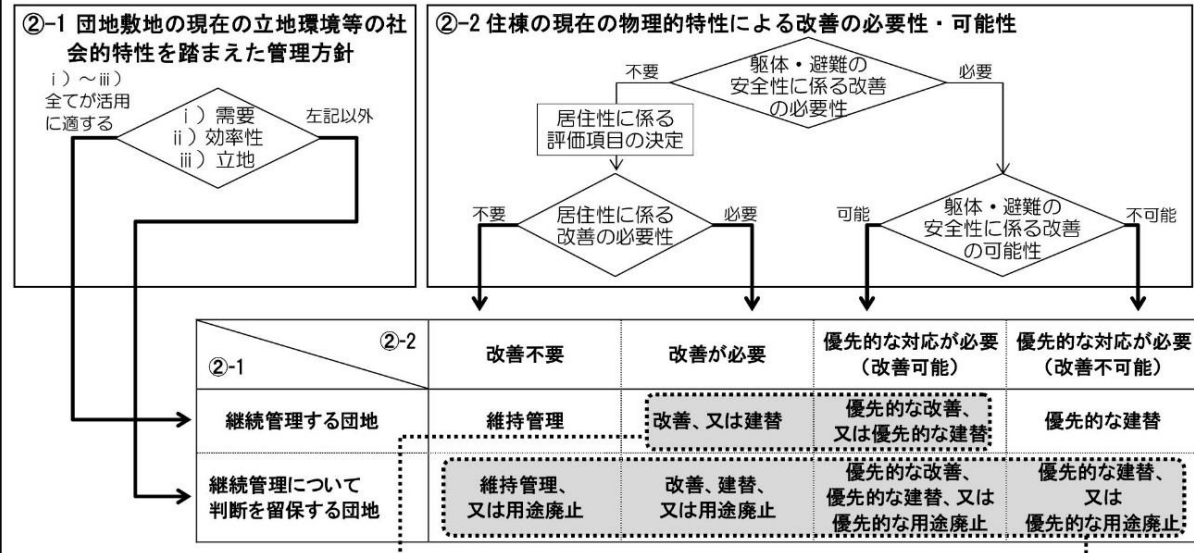 ②-1 団地敷地の現在の立地環境等の社
会的特性を踏まえた管理方針
ⅰ）～ⅲ）
全てが活用
に適する
ⅰ）需要
ⅱ）効率性
ⅲ）立地
左記以外
②-2 住棟の現在の物理的特性による改善の必要性・可能性
不要
躯体・避難の
安全性に係る改善
の必要性
必要
居住性に係る
評価項目の決定
不要
居住性に係る
改善の必要性
必要
可能
躯体・避難の
安全性に係る改善
の可能性
不可能
②-2
②-1
改善不要
改善が必要
優先的な対応が必要
（改善可能）
優先的な対応が必要
（改善不可能）
継続管理する団地
維持管理
改善、又は建替
優先的な改善、
又は優先的な建替
優先的な建替
継続管理について
判断を留保する団地
維持管理、
又は用途廃止
改善、建替、
又は用途廃止
優先的な改善、
優先的な建替、又は
優先的な用途廃止
優先的な建替、
又は
優先的な用途廃止